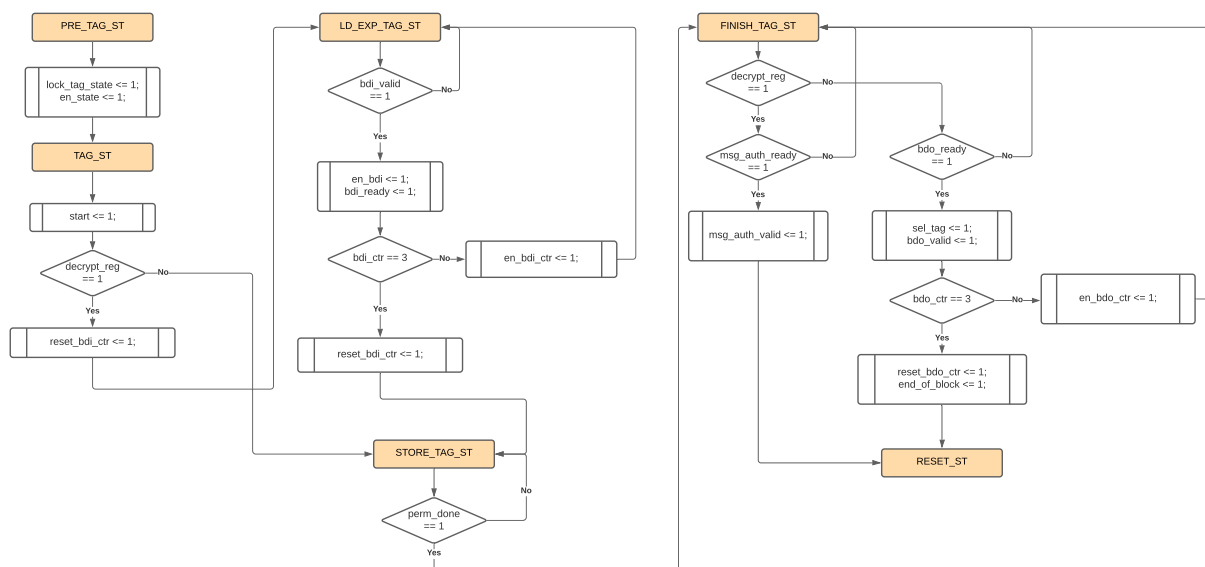 PRE_TAG_ST
lock_tag_state <= 1;
en_state <= 1;
TAG_ST
start <= 1;
decrypt_reg
== 1
No
Yes
reset_bdi_ctr <= 1;
LD_EXP_TAG_ST
bdi_valid
== 1
No
Yes
en_bdi <= 1;
bdi_ready <= 1;
bdi_ctr == 3
No
en_bdi_ctr <= 1;
Yes
reset_bdi_ctr <= 1;
STORE_TAG_ST
No
perm_done
== 1
Yes
FINISH_TAG_ST
decrypt_reg
== 1
No
Yes
msg_auth_ready
== 1
No
Yes
msg_auth_valid <= 1;
bdo_ready
== 1
No
Yes
sel_tag <= 1;
bdo_valid <= 1;
bdo_ctr == 3
No
en_bdo_ctr <= 1;
Yes
reset_bdo_ctr <= 1;
end_of_block <= 1;
RESET_ST